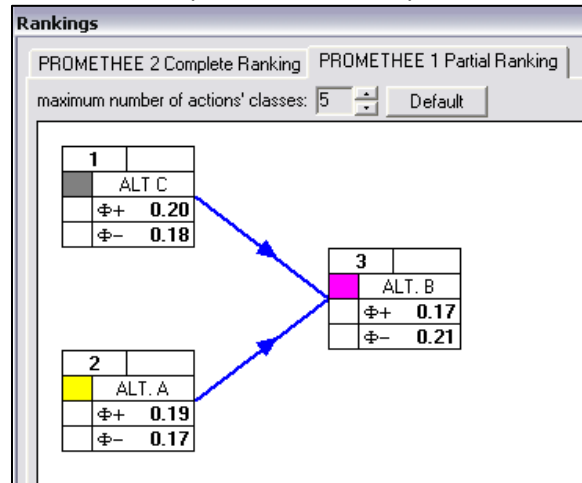 Rankings
PROMETHEE 2 Complete Ranking PROMETHEE 1 Partial Ranking
maximum number of actions' classes: 5 Default
1
ALT C
Φ+ 0.20
Φ− 0.18
3
ALT. B
Φ+ 0.17
Φ− 0.21
2
ALT. A
Φ+ 0.19
Φ− 0.17